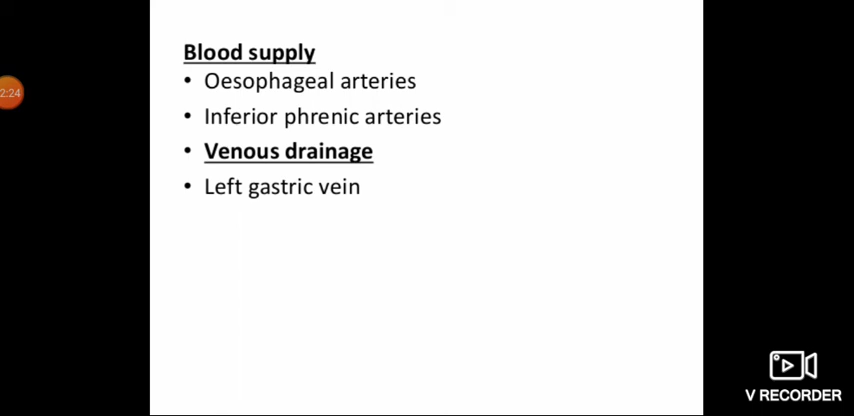 Blood supply
• Oesophageal arteries
• Inferior phrenic arteries
• Venous drainage
• Left gastric vein
2:24
V RECORDER